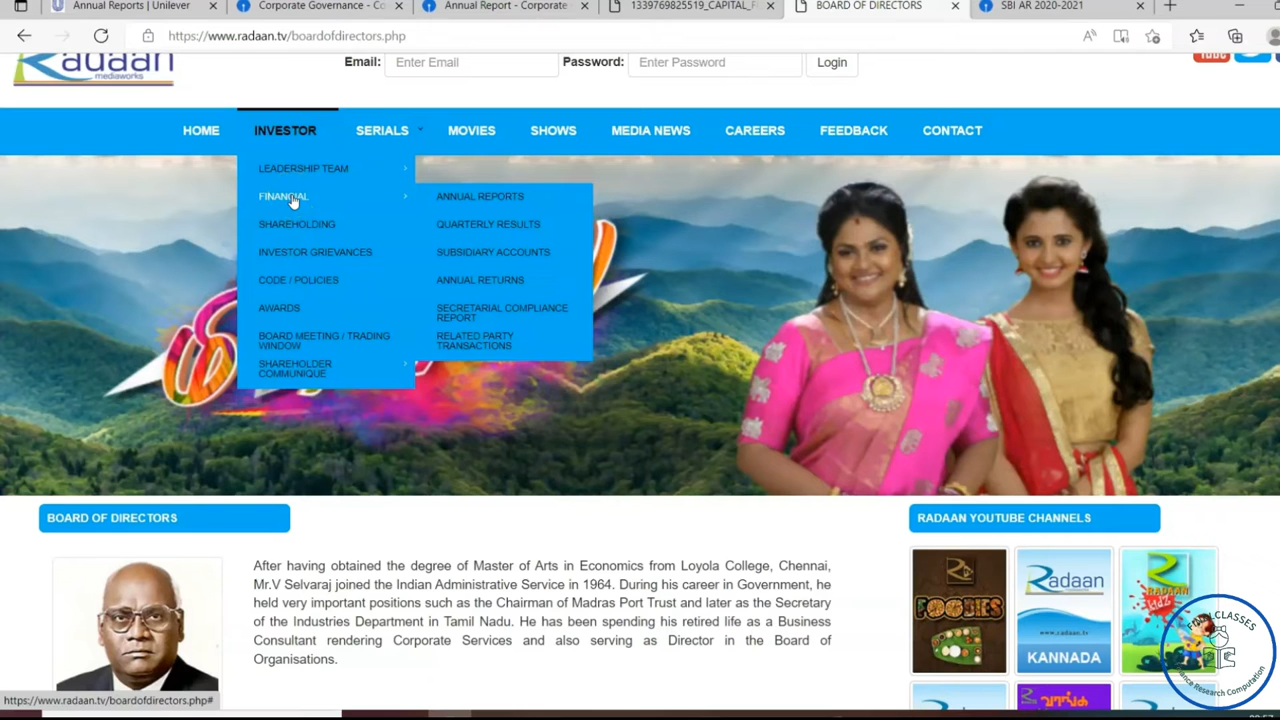 Annual Reports | Unilever
Corporate Governance - Co
Annual Report - Corporate
1339769825519_CAPITAL_F
BOARD OF DIRECTORS
SBI AR 2020-2021
https://www.radaan.tv/boardofdirectors.php
Radaan
mediaworks
Email: Enter Email Password: Enter Password Login
HOME INVESTOR SERIALS MOVIES SHOWS MEDIA NEWS CAREERS FEEDBACK CONTACT
LEADERSHIP TEAM
FINANCIAL
SHAREHOLDING
INVESTOR GRIEVANCES
CODE / POLICIES
AWARDS
BOARD MEETING / TRADING
WINDOW
SHAREHOLDER
COMMUNIQUE
ANNUAL REPORTS
QUARTERLY RESULTS
SUBSIDIARY ACCOUNTS
ANNUAL RETURNS
SECRETARIAL COMPLIANCE
REPORT
RELATED PARTY
TRANSACTIONS
BOARD OF DIRECTORS
After having obtained the degree of Master of Arts in Economics from Loyola College, Chennai,
Mr.V Selvaraj joined the Indian Administrative Service in 1964. During his career in Government, he
held very important positions such as the Chairman of Madras Port Trust and later as the Secretary
of the Industries Department in Tamil Nadu. He has been spending his retired life as a Business
Consultant rendering Corporate Services and also serving as Director in the Board of
Organisations.
RADAAN YOUTUBE CHANNELS
FOODIES
Radaan
www.radaan.tv
KANNADA
RADAAN
kidz
வாங்க
https://www.radaan.tv/boardofdirectors.php#